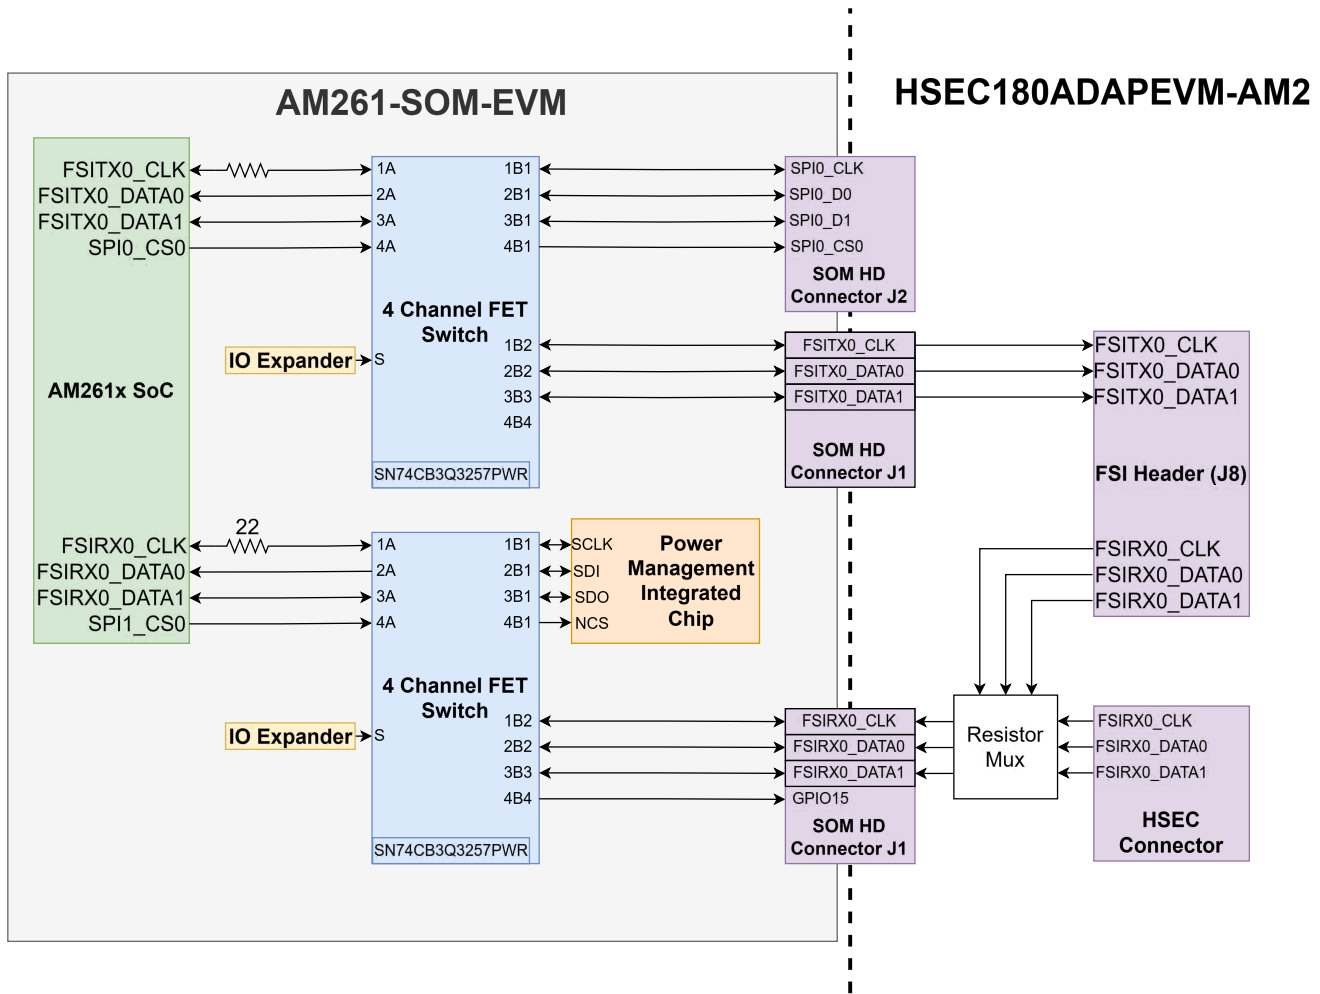 AM261-SOM-EVM
HSEC180ADAPEVM-AM2
FSITX0_CLK
FSITX0_DATA0
FSITX0_DATA1
SPI0_CS0
AM261x SoC
FSIRX0_CLK
FSIRX0_DATA0
FSIRX0_DATA1
SPI1_CS0
22
IO Expander
IO Expander
1A
2A
3A
4A
S
1B1
2B1
3B1
4B1
4 Channel FET
Switch
1B2
2B2
3B3
4B4
SN74CB3Q3257PWR
1A
2A
3A
4A
S
1B1
2B1
3B1
4B1
4 Channel FET
Switch
1B2
2B2
3B3
4B4
SN74CB3Q3257PWR
SCLK
SDI
SDO
NCS
Power
Management
Integrated
Chip
SPI0_CLK
SPI0_D0
SPI0_D1
SPI0_CS0
SOM HD
Connector J2
FSITX0_CLK
FSITX0_DATA0
FSITX0_DATA1
SOM HD
Connector J1
FSIRX0_CLK
FSIRX0_DATA0
FSIRX0_DATA1
GPIO15
SOM HD
Connector J1
FSITX0_CLK
FSITX0_DATA0
FSITX0_DATA1
FSI Header (J8)
FSIRX0_CLK
FSIRX0_DATA0
FSIRX0_DATA1
Resistor
Mux
FSIRX0_CLK
FSIRX0_DATA0
FSIRX0_DATA1
HSEC
Connector